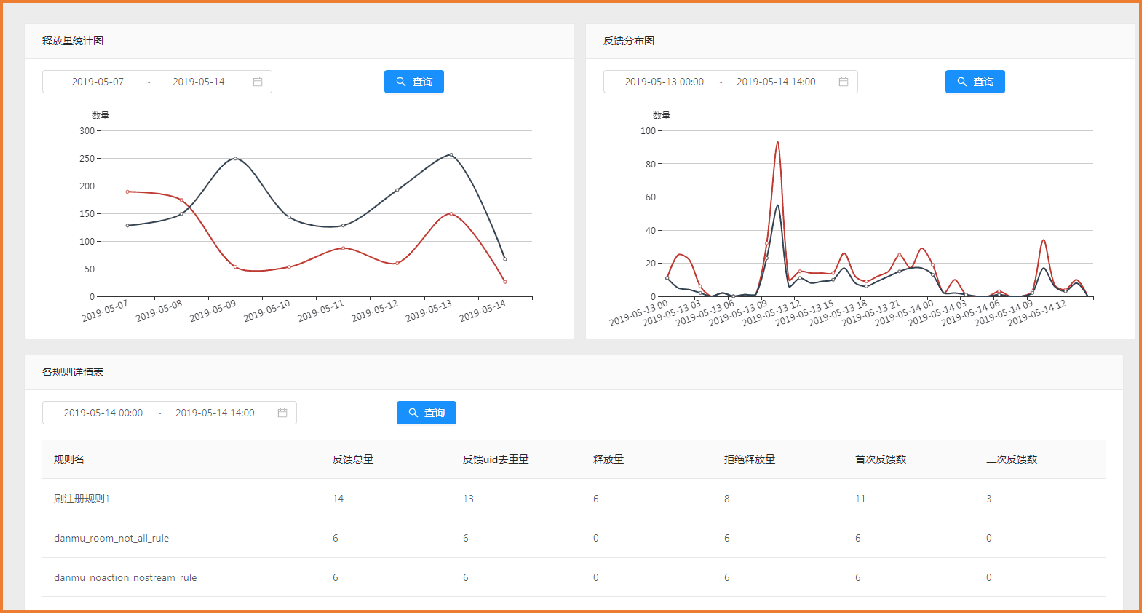 释放量统计图
反馈分布图
2019-05-07 - 2019-05-14 查询
2019-05-13 00:00 - 2019-05-14 14:00 查询
数量
300
250
200
150
100
50
0
2019-05-07 2019-05-08 2019-05-09 2019-05-10 2019-05-11 2019-05-12 2019-05-13 2019-05-14
数量
100
80
60
40
20
0
2019-05-13 00 2019-05-13 03 2019-05-13 06 2019-05-13 09 2019-05-13 12 2019-05-13 15 2019-05-13 18 2019-05-13 21 2019-05-14 00 2019-05-14 03 2019-05-14 06 2019-05-14 09 2019-05-14 12
各规则详情表
2019-05-14 00:00 - 2019-05-14 14:00 查询
规则名 反馈总量 反馈uid去重量 释放量 拒绝释放量 首次反馈数 二次反馈数
刷注册规则1 14 13 6 8 11 3
danmu_room_not_all_rule 6 6 0 6 6 0
danmu_noaction_nostream_rule 6 6 0 6 6 0